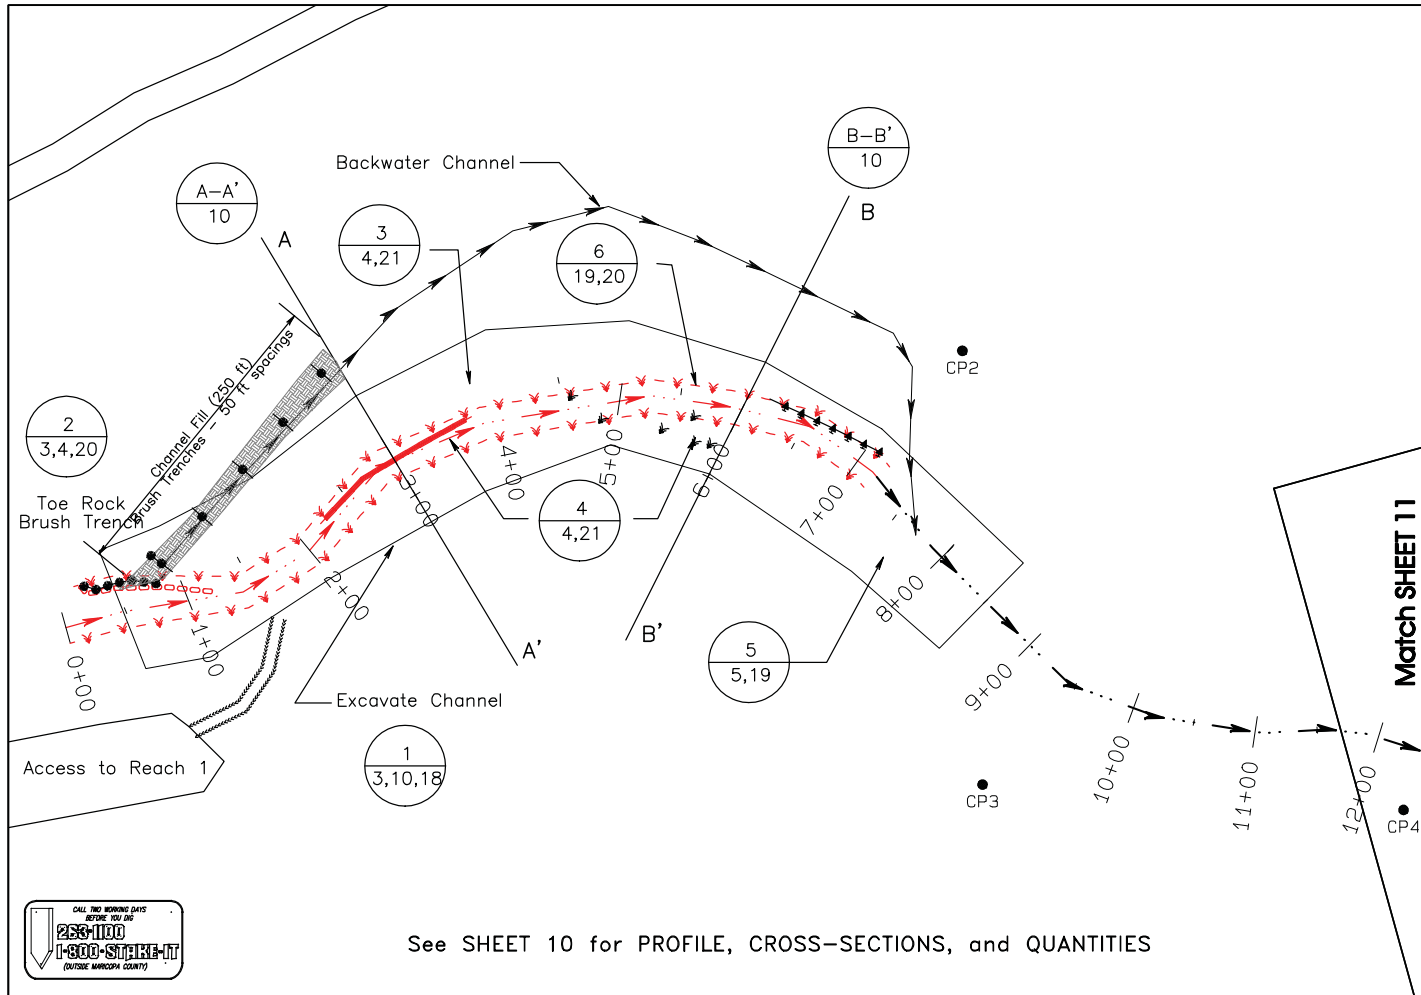 Backwater Channel
B-B'
10
A-A'
10
A
B
3
4,21
6
19,20
CP2
Channel Fill (250 ft)
Brush Trenches - 50 ft spacings
2
3,4,20
Toe Rock
Brush Trench
4
4,21
0+00
1+00
2+00
3+00
4+00
5+00
6+00
7+00
8+00
9+00
10+00
11+00
12+00
A'
B'
5
5,19
Match SHEET 11
Excavate Channel
1
3,10,18
Access to Reach 1
CP3
CP4
CALL TWO WORKING DAYS
BEFORE YOU DIG
263-1100
1-800-STAKE-IT
(OUTSIDE MARICOPA COUNTY)
See SHEET 10 for PROFILE, CROSS-SECTIONS, and QUANTITIES